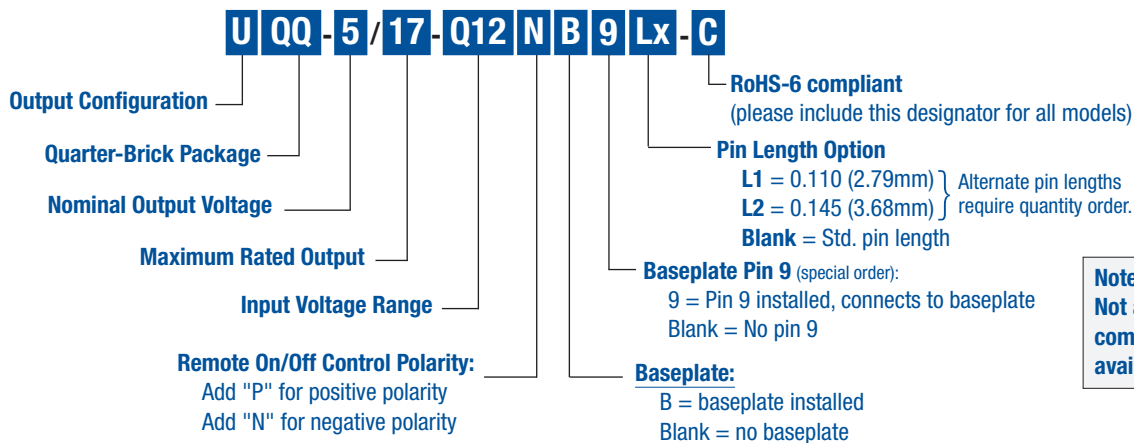 UQQ-5/17-Q12NB9Lx-C
Output Configuration
Quarter-Brick Package
Nominal Output Voltage
Maximum Rated Output
Input Voltage Range
Remote On/Off Control Polarity:
Add "P" for positive polarity
Add "N" for negative polarity
RoHS-6 compliant
(please include this designator for all models)
Pin Length Option
L1 = 0.110 (2.79mm)
L2 = 0.145 (3.68mm)
Alternate pin lengths
require quantity order.
Blank = Std. pin length
Baseplate Pin 9 (special order):
9 = Pin 9 installed, connects to baseplate
Blank = No pin 9
Baseplate:
B = baseplate installed
Blank = no baseplate
Note
Not